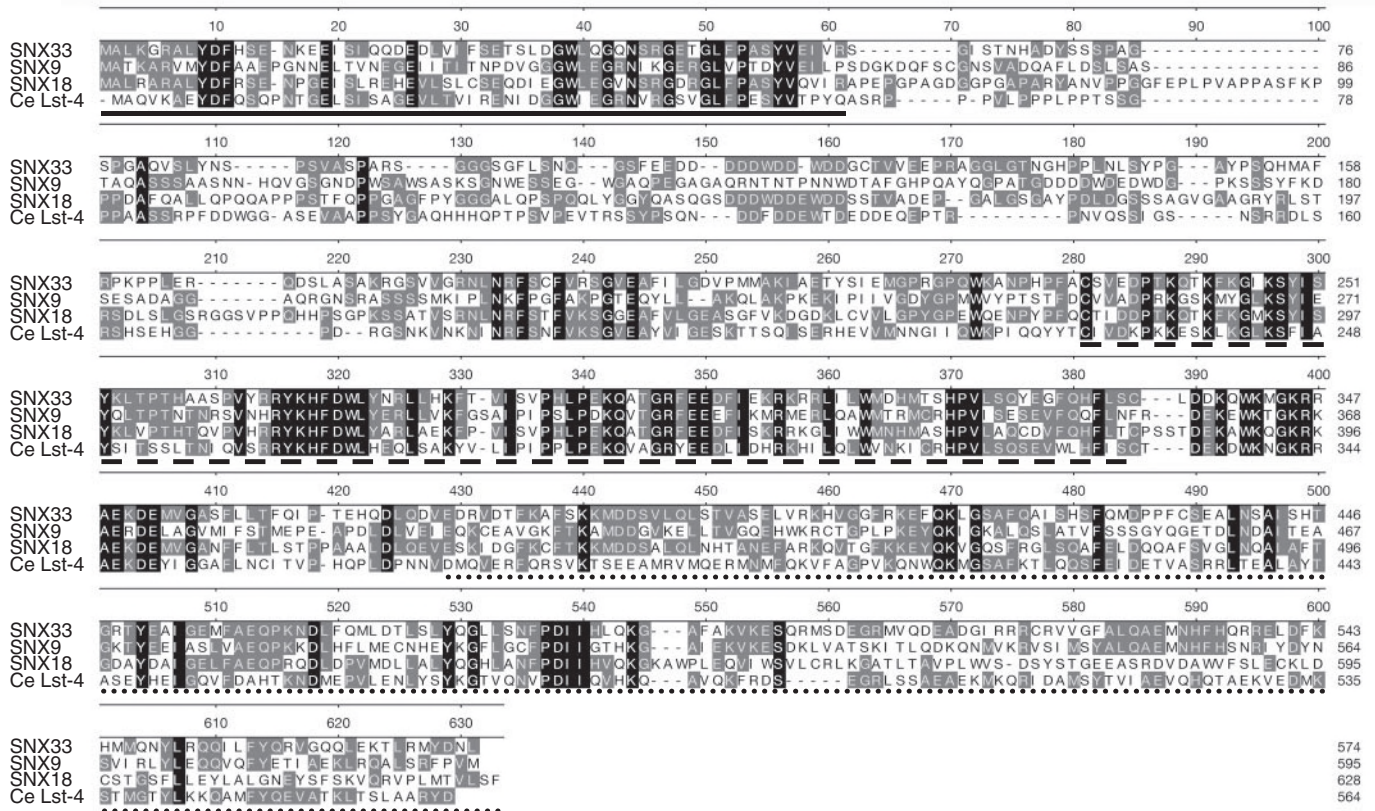 10 20 30 40 50 60 70 80 90 100
SNX33 MALKGRALYDFHSE-NKEEISIQQDEDLVIFSETSLDGWLQGQNSRGETGLFPASYVEIVRS--------GISTNHADYSSSPAG--------------- 76
SNX9 MATKARVMYDFAAEPGNNELTVNEGEIITITNPDVGGGWLEGRNIKGERGLVPTDYVEILPSDGKDQFSCGNSVADQAFLDSLSAS-------------- 86
SNX18 MALRARALYDFRSE-NPGEISLREHEVLSLCSEQDIEGWLEGVNSRGDRGLFPASYVQVIRAPEPGPAGDGGPGAPARYANVPPGGFEPLPVAPPASFKP 99
Ce Lst-4 -MAQVKAEYDFQSQPNTGELSISAGEVLTVIRENIDGGWIEGRNVRGSVGLFPESYVTPYQASRP-------P-PVLPPPLPPTSSG------------- 78
110 120 130 140 150 160 170 180 190 200
SNX33 SPGAQVSLYNS-----PSVASPARS----GGGSGFLSNQ---GSFEEDD--DDDDWDD-WDDGCTVVEEPRAGGLGTNGHPPLNLSYPG---AYPSQHMAF 158
SNX9 TAQASSSAASNN-HQVGSGNDPWSAWSASKSGNWESSEG--WGAQPEGAGAQRNTNTPNNWDTAFGHPQAYQGPATGDDDDWDEDWDG---PKSSSYFKD 180
SNX18 PPDAFQALLQPQQAPPPSTFQPPGAGFPYGGGALQPSPQQLYGGYQASQGSDDDWDDEWDDSSTVADEP--GALGSGAYPDLDGSSSAGVGAAGRYRLST 197
Ce Lst-4 PPAASSRPFDDWGG-ASEVAAPPSYGAQHHHQPTPSVPEVTRSSYPSQN---DDFDDEWTDEDDEQEPTR---------PNVQSSIGS----NSRRDLS 160
210 220 230 240 250 260 270 280 290 300
SNX33 RPKPPLER-------QDSLASAKRGSVVGRNLNRFSCFVRSGVEAFILGDVPMMAKIAETYSIEMGPRGPQWKANPHPFACSVEDPTKQTKFKGIKSYIS 251
SNX9 SESADAGG-------AQRGNSRASSSSMKIPLNKFPGFAKPGTEQYLL--AKQLAKPKEKIPIIVGDYGPMWVYPTSTFDCVVADPRKGSKMYGLKSYIE 271
SNX18 RSDLSLGSRGGSVPPQHHPSGPKSSATVSRNLNRFSTFVKSGGEAFVLGEASGFVKDGDKLCVVLGPYGPEWQENPYPFQCTIDDPTKQTKFKGMKSYIS 297
Ce Lst-4 RSHSEHGG----------PD--RGSNKVNKNINRFSNFVKSGVEAYVIGESKTTSQLSERHEVVMNNGIIQWKPIQQYYTCIVDKPKKESKLKGLKSFIA 248
310 320 330 340 350 360 370 380 390 400
SNX33 YKLTPTHAASPVYRRYKHFDWLYNRLLHKFT-VISVPHLPEKQATGRFEEDFIEKRKRRLILWMDHMTSHPVLSQYEGFQHFLSC---LDDKQWKMGKRR 347
SNX9 YQLTPTNTNRSVNHRYKHFDWLYERLLVKFGSAIPIPSLPDKQVTGRFEEEFIKMRMERLQAWMTRMCRHPVISESEVFQQFLNFR---DEKEWKTGKRK 368
SNX18 YKLVPTHTQVPVHRRYKHFDWLYARLAEKFP-VISVPHLPEKQATGRFEEDFISKRRKGLIWWMNHMASHPVLAQCDVFQHFLTCPSSTDEKAWKQGKRK 396
Ce Lst-4 YSITSSLTNIQVSRRYKHFDWLHEQLSAKYV-LIPIPPLPEKQVAGRYEEDLIDHRKHILQLWVNKICRHPVLSQSEVWLHFISCT---DEKDWKNGKRR 344
410 420 430 440 450 460 470 480 490 500
SNX33 AEKDEMVGASFLLTFQIP-TEHQDLQDVEDRVDTFKAFSKKMDDSVLQLSTVASELVRKHVGGFRKEFQKLGSAFQAISHSFQMDPPFCSEALNSAISHTT 446
SNX9 AERDELAGVMIFSTMEPE-APDLDLVEIEQKCEAVGKFTKAMDDGVKELLTVGQEHWKRCTGPLPKEYQKIGKALQSLATVFSSSGYQGETDLNDAITEA 467
SNX18 AEKDEMVGANFFLTLSTPPAAALDLQEVESKIDGFKCFTKKMDDSALQLNHTANEFARKQVTGFKKEYQKVGQSFRGLSQAFELDQQAFSVGLNQAIAFT 496
Ce Lst-4 AEKDEYIGGAFLNCITVP-HQPLDPNNVDMQVERFQRSVKTSEEAMRVMQERMNMFQKVFAGPVKQNWQKMGSAFKTLQQSFEIDETVASRRLTEALAYT 443
510 520 530 540 550 560 570 580 590 600
SNX33 GRTYEAIGEMFAEQPKNDLFQMLDTLSLYQGLLSNFPDIIHLQKG---AFAKVKESQRMSDEGRMVQDEADGIRRRCRVVGFALQAEMNHFHQRRELDFK 543
SNX9 GKTYEEIASLVAEQPKKDLHFLMECNHEYKGFLGCFPDIIGTHKG---AIEKVKESDKLVATSKITLQDKQNMVKRVSIMSYALQAEMNHFHSNRIYDYN 564
SNX18 GDAYDAIGELFAEQPRQDLDPVMDLLALYQGHLANFPDIIHVQKGKAWPLEQVIWSVLCRLKGATLTAVPLWVS-DSYSTGEEASRDVDAWVFSLECKLD 595
Ce Lst-4 ASEYHEIGQVFDAHTKNDMEPVLENLYSYKGTVQNVPDIIQVHKQ---AVQKFRDS-----EGRLSSAEAEKMKQRIDAMSYTVIAEVQHQTAEKVEDMK 535
610 620 630
SNX33 HMMQNYLRQQILFYQRVGQQLEKTLRMYDNL 574
SNX9 SVIRLYLEQQVQFYETIAEKLRQALSRFPVM 595
SNX18 CSTGSFLLEYLALGNEYSFSKVQRVPLMTVLSF 628
Ce Lst-4 STMGTYLKKQAMFYQEVATKLTSLAARYD 564